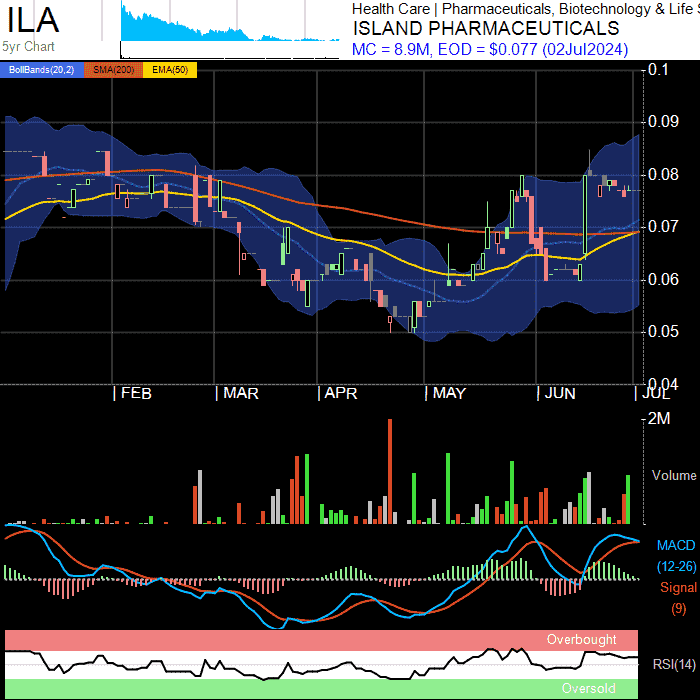 ILA
5yr Chart
Health Care | Pharmaceuticals, Biotechnology & Life S
ISLAND PHARMACEUTICALS
MC = 8.9M, EOD = $0.077 (02Jul2024)
BollBands(20,2) SMA(200) EMA(50)
0.1
0.09
0.08
0.07
0.06
0.05
0.04
FEB MAR APR MAY JUN JUL
2M
Volume
MACD
(12-26)
Signal
(9)
Overbought
RSI(14)
Oversold